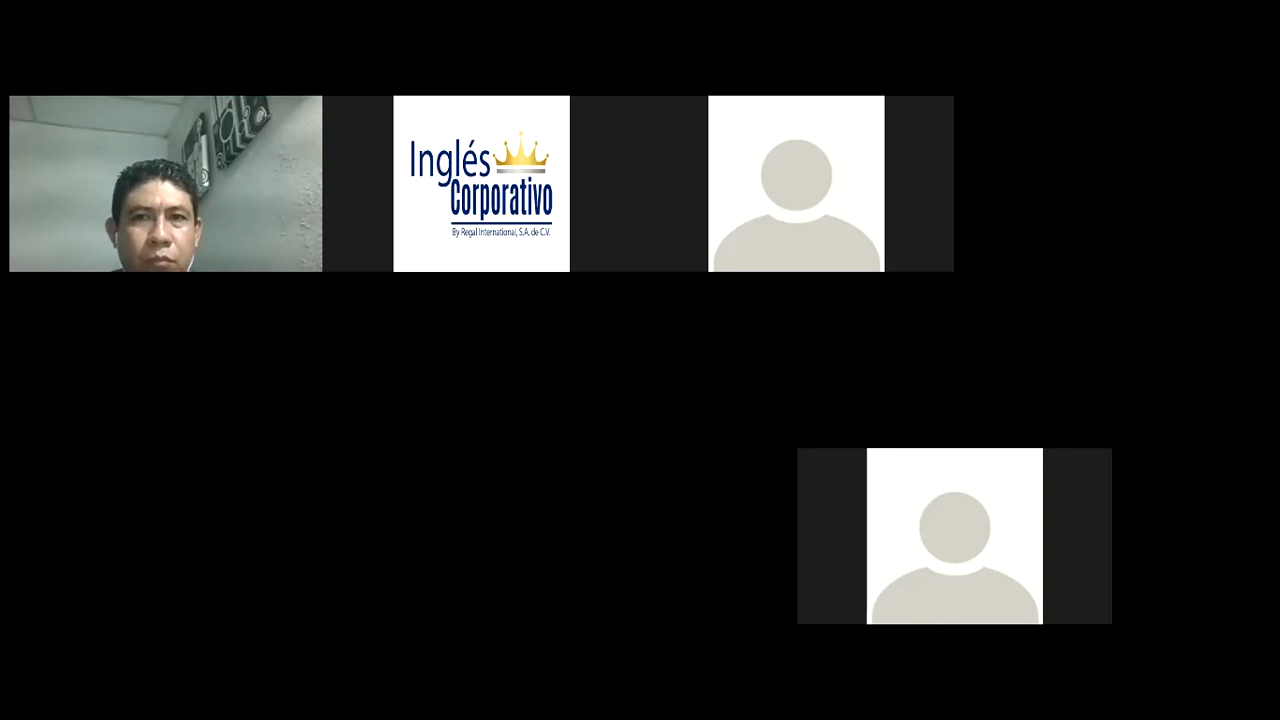 Inglés
Corporativo
By Regal International, S.A. de C.V.